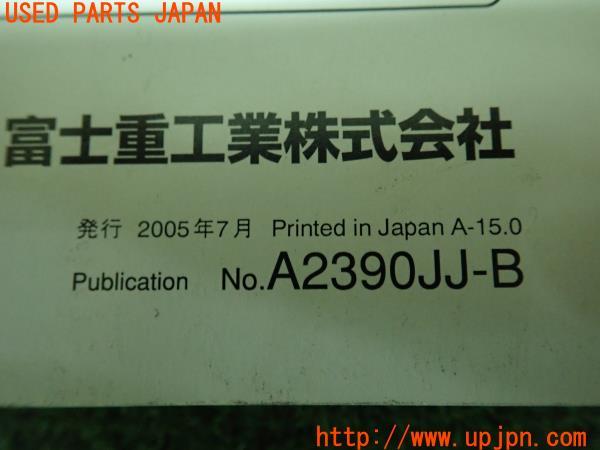 USED PARTS JAPAN
富士重工業株式会社
発行 2005年7月 Printed in Japan A-15.0
Publication No.A2390JJ-B
http://www.upjpn.com